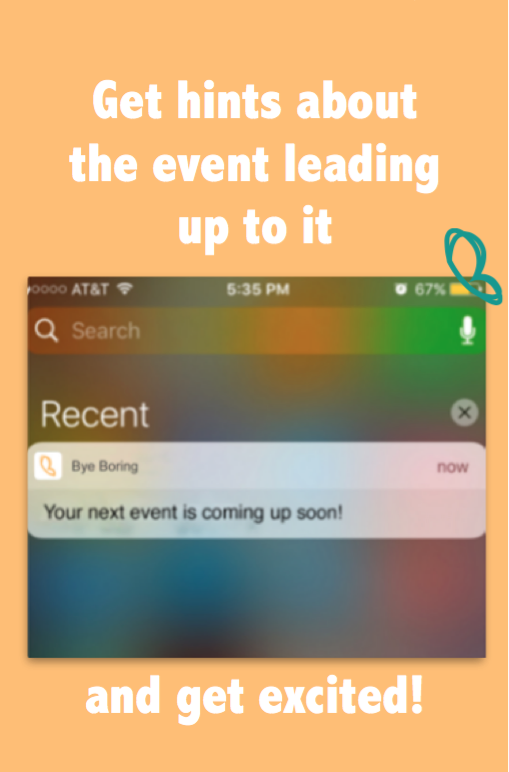 Get hints about
the event leading
up to it
AT&T 5:35 PM 67%
Search
Recent
Bye Boring now
Your next event is coming up soon!
and get excited!